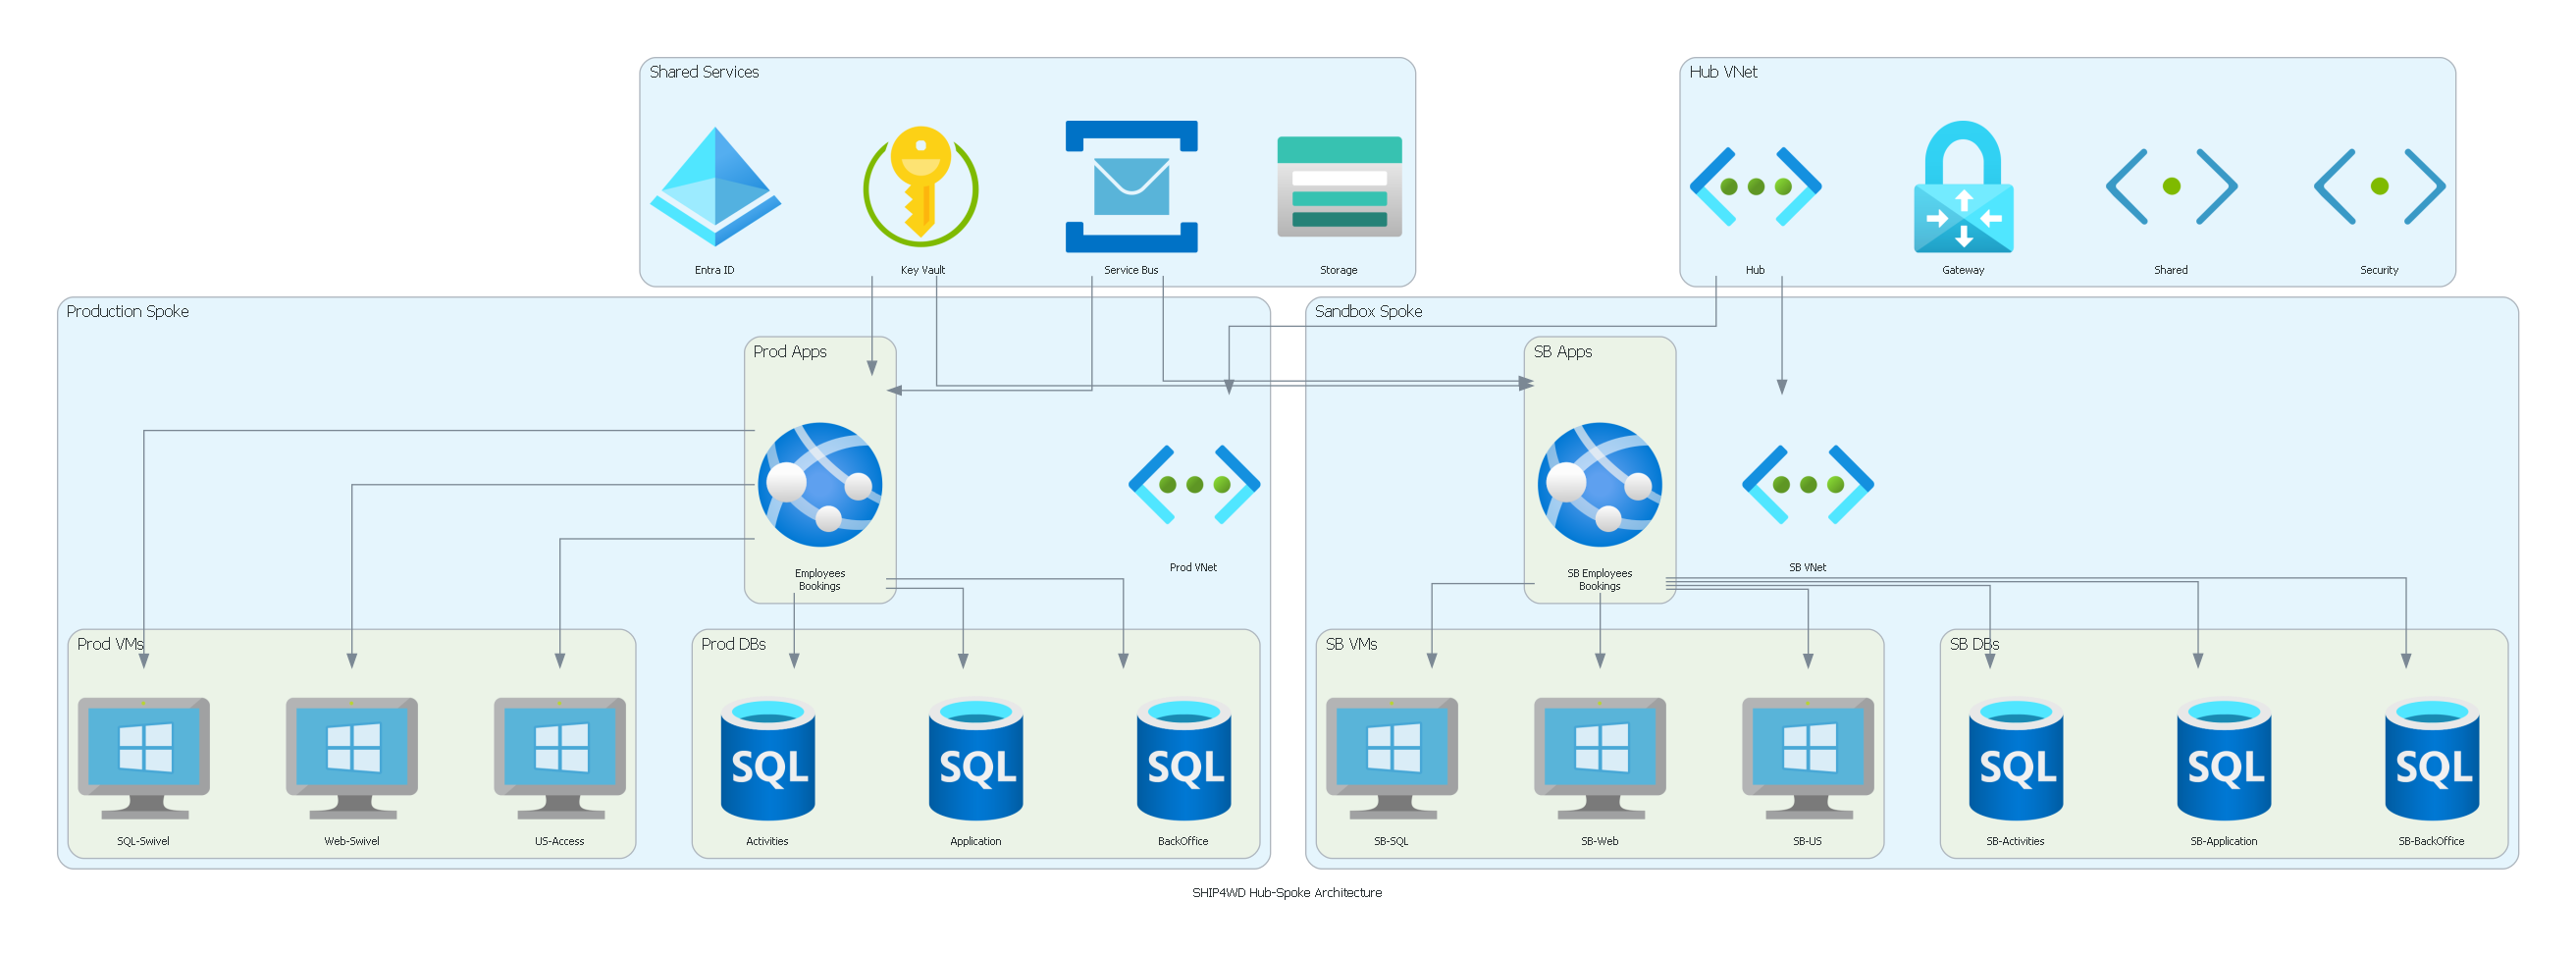 Shared Services
Hub VNet
Entra ID
Key Vault
Service Bus
Storage
Hub
Gateway
Shared
Security
Production Spoke
Sandbox Spoke
Prod Apps
SB Apps
Employees
Bookings
Prod VNet
SB Employees
Bookings
SB VNet
Prod VMs
Prod DBs
SB VMs
SB DBs
SQL
SQL
SQL
SQL
SQL
SQL
SQL-Swivel
Web-Swivel
US-Access
Activities
Application
BackOffice
SB-SQL
SB-Web
SB-US
SB-Activities
SB-Application
SB-BackOffice
SHIP4WD Hub-Spoke Architecture